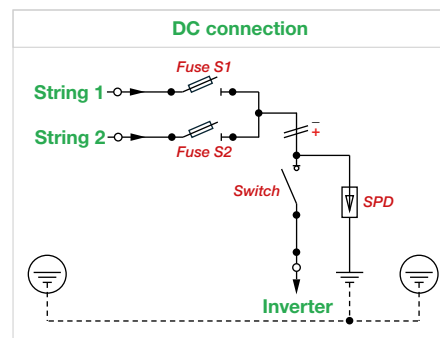 DC connection
Fuse S1
String 1
String 2
Fuse S2
−
+
Switch
SPD
Inverter